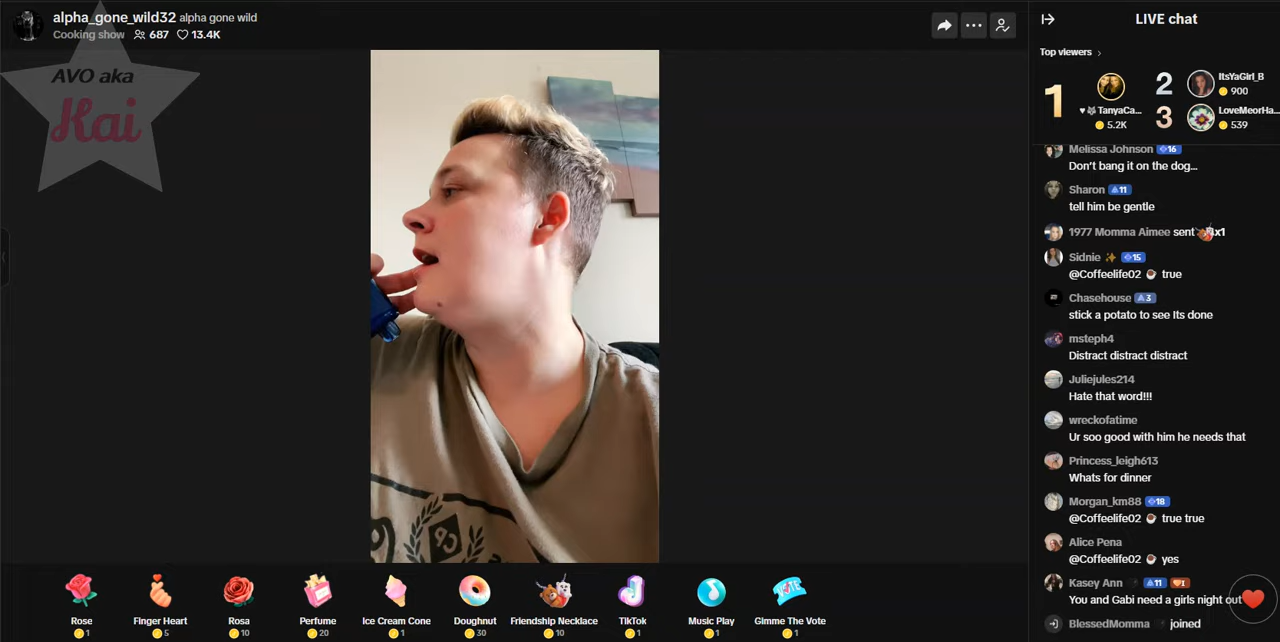 alpha_gone_wild32 alpha gone wild
Cooking show 687 13.4K
AVO aka
Kai
LIVE chat
Top viewers
1
TanyaCa...
5.2K
2
ItsYaGirl_B
900
3
LoveMeorHa...
539
Melissa Johnson 16
Don't bang it on the dog...
Sharon 11
tell him be gentle
1977 Momma Aimee sent x1
Sidnie 15
@Coffeelife02 true
Chasehouse 3
stick a potato to see Its done
msteph4
Distract distract distract
Juliejules214
Hate that word!!!
wreckofatime
Ur soo good with him he needs that
Princess_leigh613
Whats for dinner
Morgan_km88 18
@Coffeelife02 true true
Alice Pena
@Coffeelife02 yes
Kasey Ann 11 1
You and Gabi need a girls night out
BlessedMomma joined
Rose
1
Finger Heart
5
Rosa
10
Perfume
20
Ice Cream Cone
1
Doughnut
30
Friendship Necklace
10
TikTok
1
Music Play
1
VOTE
Gimme The Vote
1